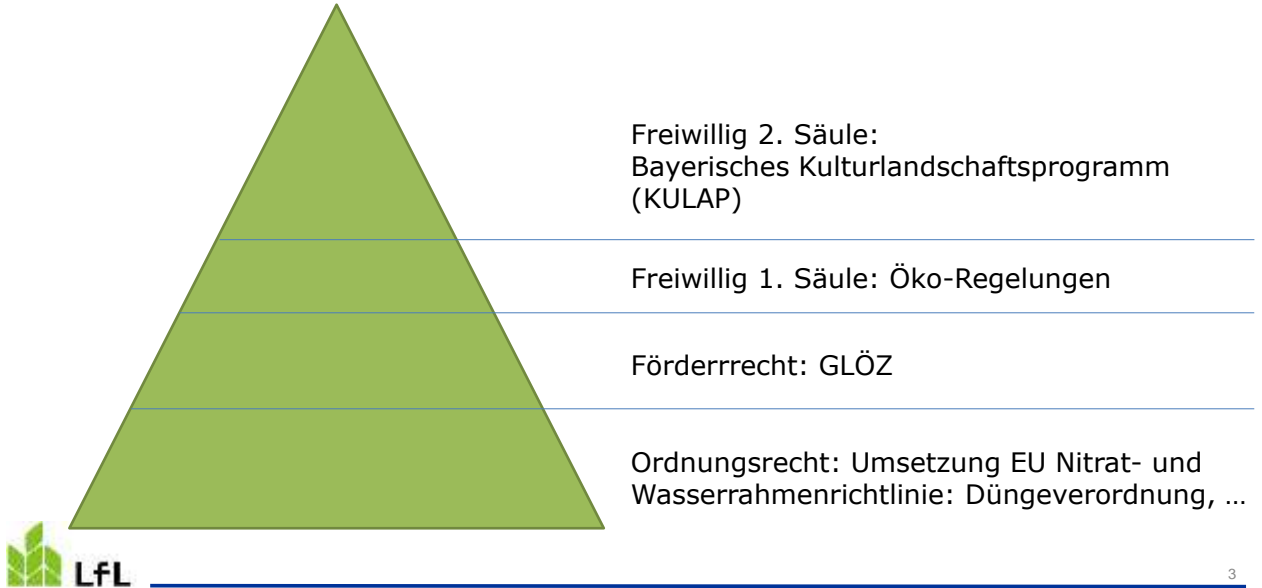 Freiwillig 2. Säule:
Bayerisches Kulturlandschaftsprogramm
(KULAP)
Freiwillig 1. Säule: Öko-Regelungen
Förderrrecht: GLÖZ
Ordnungsrecht: Umsetzung EU Nitrat- und
Wasserrahmenrichtlinie: Düngeverordnung, …
LfL
3